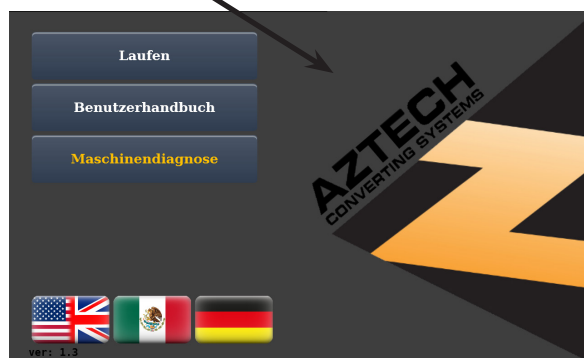 Laufen
Benutzerhandbuch
Maschinendiagnose
AZTECH
CONVERTING SYSTEMS
ver: 1.3